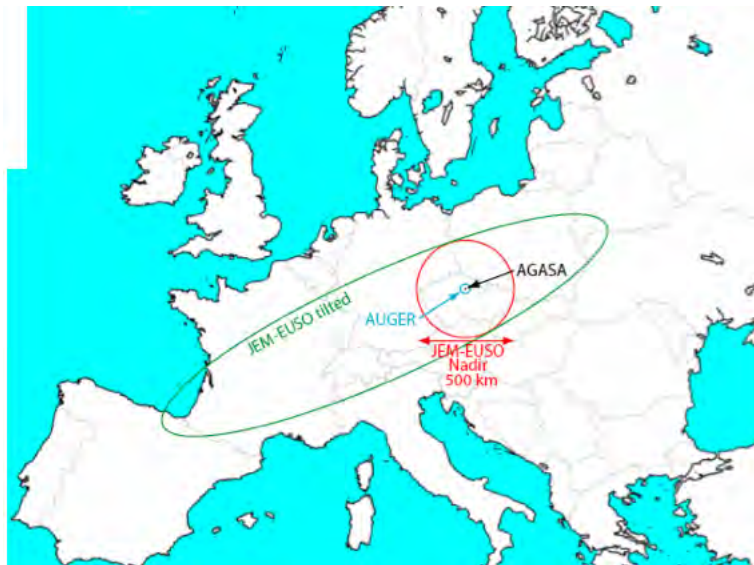 AGASA
JEM-EUSO tilted
AUGER
JEM-EUSO
Nadir
500 km